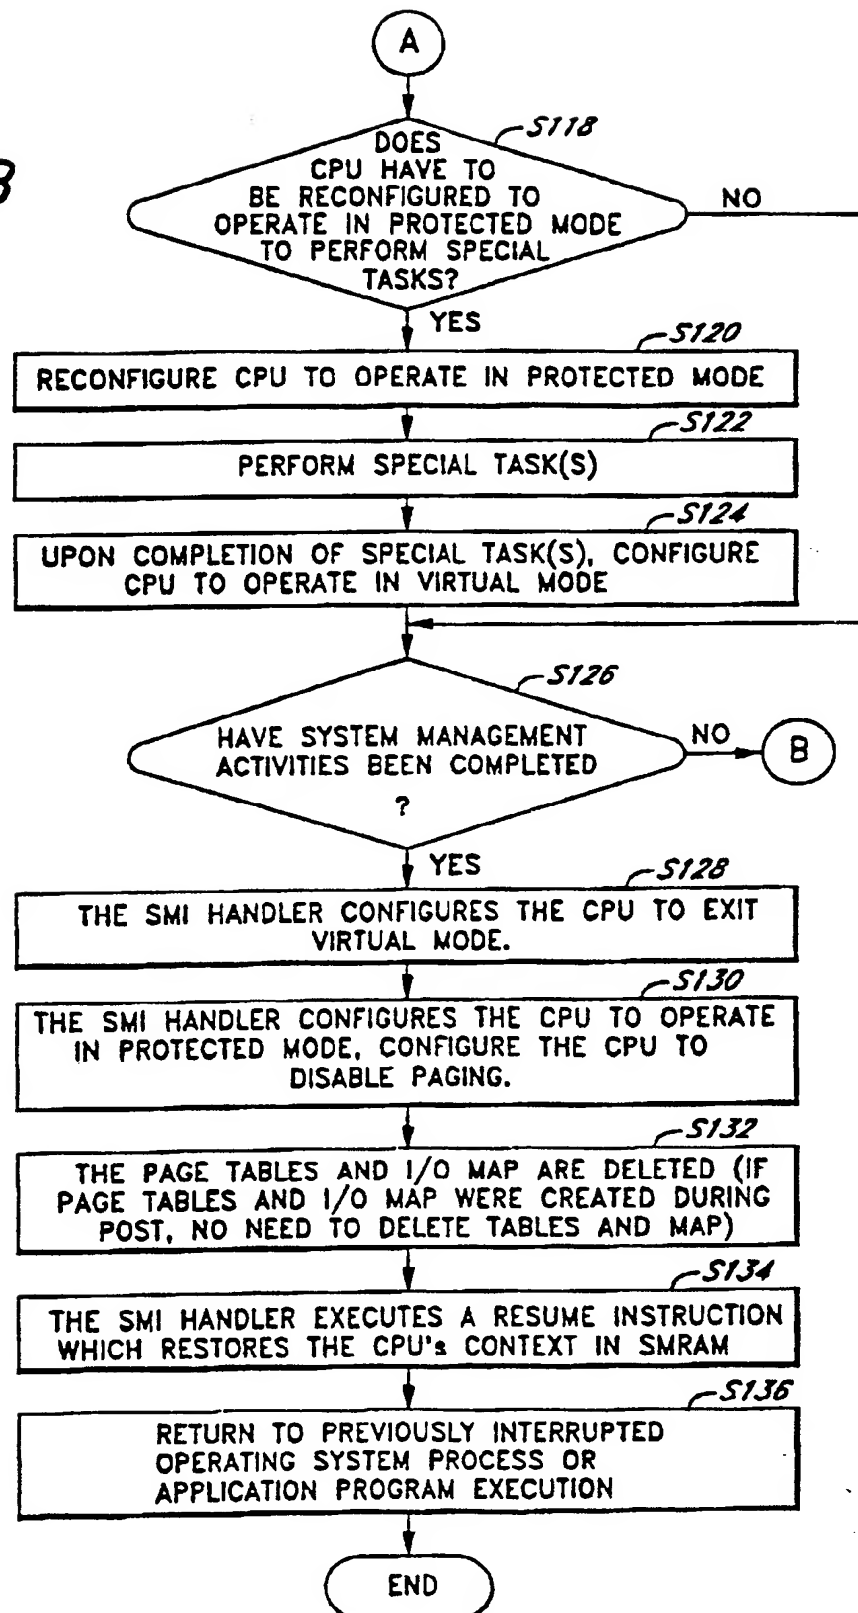 A
S118
DOES
CPU HAVE TO
BE RECONFIGURED TO
OPERATE IN PROTECTED MODE
TO PERFORM SPECIAL
TASKS?
NO
YES
S120
RECONFIGURE CPU TO OPERATE IN PROTECTED MODE
S122
PERFORM SPECIAL TASK(S)
S124
UPON COMPLETION OF SPECIAL TASK(S), CONFIGURE
CPU TO OPERATE IN VIRTUAL MODE
S126
HAVE SYSTEM MANAGEMENT
ACTIVITIES BEEN COMPLETED
?
NO
B
YES
S128
THE SMI HANDLER CONFIGURES THE CPU TO EXIT
VIRTUAL MODE.
S130
THE SMI HANDLER CONFIGURES THE CPU TO OPERATE
IN PROTECTED MODE, CONFIGURE THE CPU TO
DISABLE PAGING.
S132
THE PAGE TABLES AND I/O MAP ARE DELETED (IF
PAGE TABLES AND I/O MAP WERE CREATED DURING
POST, NO NEED TO DELETE TABLES AND MAP)
S134
THE SMI HANDLER EXECUTES A RESUME INSTRUCTION
WHICH RESTORES THE CPU's CONTEXT IN SMRAM
S136
RETURN TO PREVIOUSLY INTERRUPTED
OPERATING SYSTEM PROCESS OR
APPLICATION PROGRAM EXECUTION
END